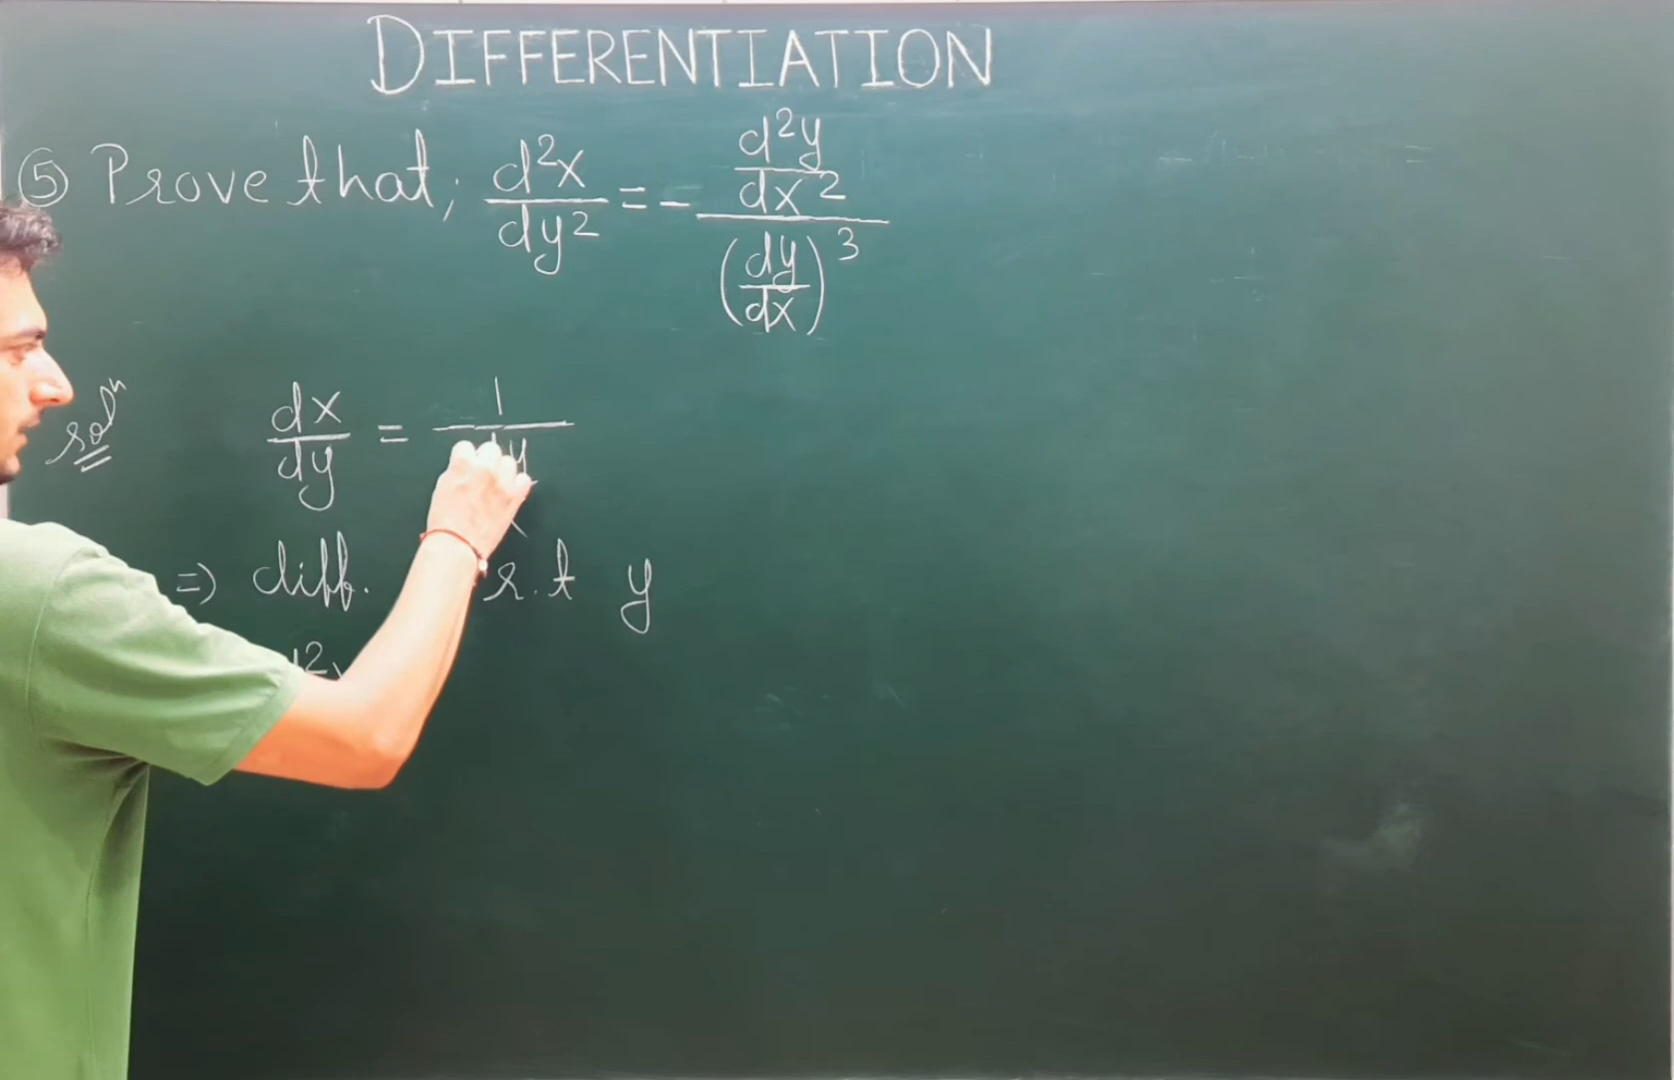 DIFFERENTIATION
⑤ Prove that; d²x/dy² = - (d²y/dx²)/(dy/dx)³
solⁿ dx/dy = 1/
⇒ diff. r.t y